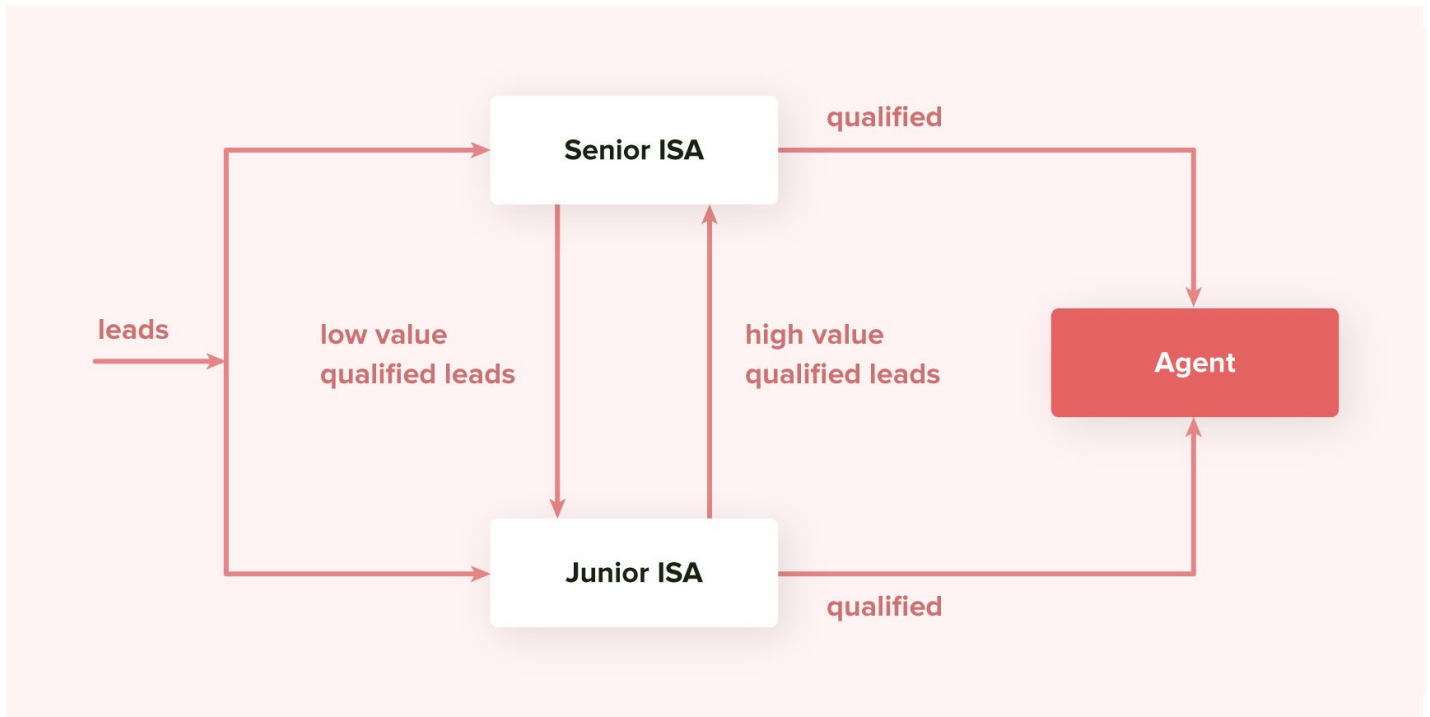 qualified
Senior ISA
leads
low value
qualified leads
high value
qualified leads
Agent
Junior ISA
qualified